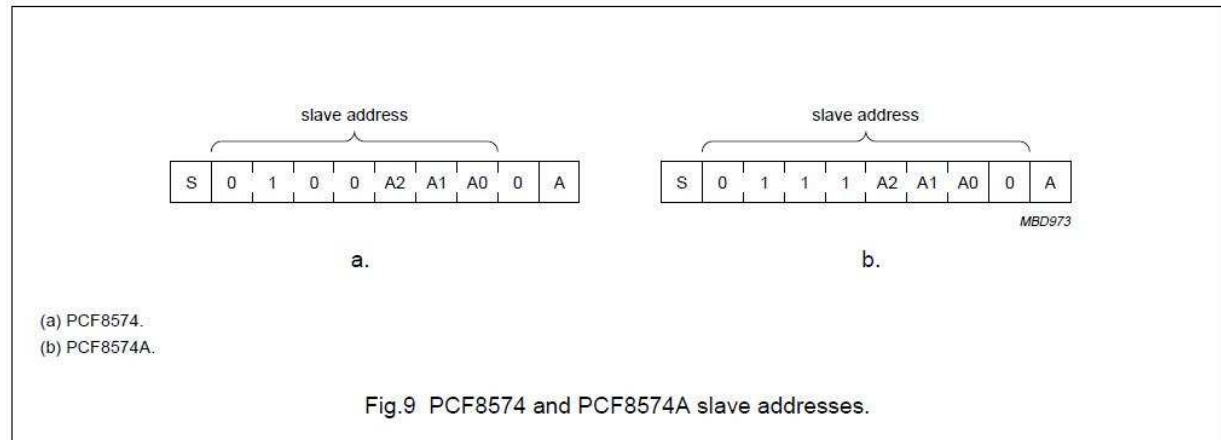 slave address
slave address
S 0 1 0 0 A2 A1 A0 0 A
S 0 1 1 1 A2 A1 A0 0 A
MBD973
a.
b.
(a) PCF8574.
(b) PCF8574A.
Fig.9 PCF8574 and PCF8574A slave addresses.